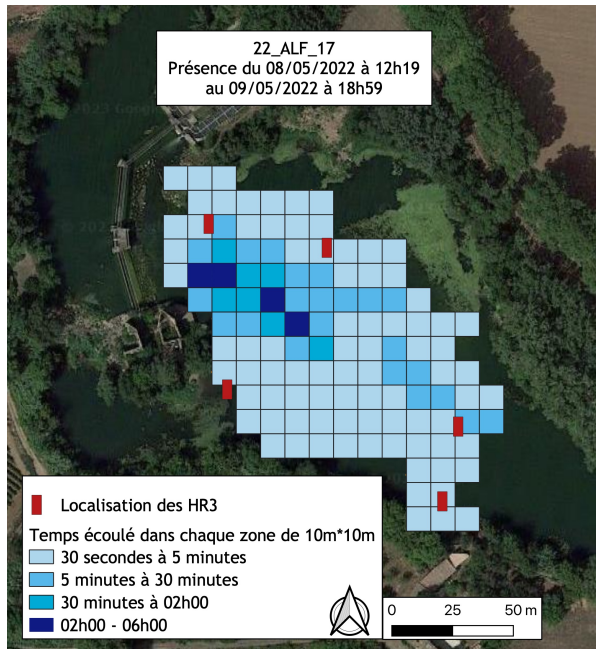 22_ALF_17
Présence du 08/05/2022 à 12h19
au 09/05/2022 à 18h59
Localisation des HR3
Temps écoulé dans chaque zone de 10m*10m
30 secondes à 5 minutes
5 minutes à 30 minutes
30 minutes à 02h00
02h00 - 06h00
0 25 50 m